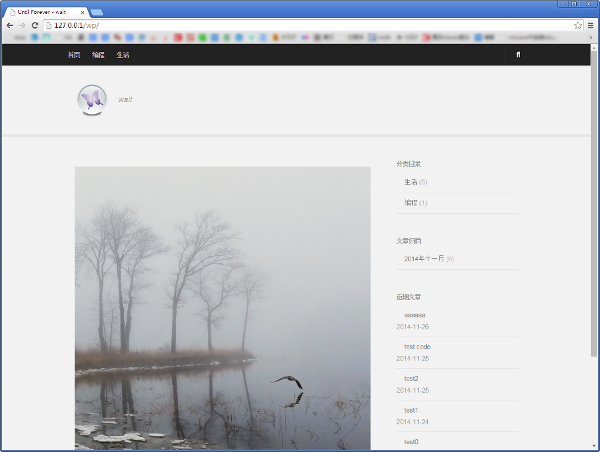 Until Forever - wait
127.0.0.1/wp/
首页 编程 生活
wait
分类目录
生活 (5)
编程 (1)
文章归档
2014年十一月 (6)
近期文章
aaaaaa
2014-11-26
test code
2014-11-25
test2
2014-11-25
test1
2014-11-24
test0